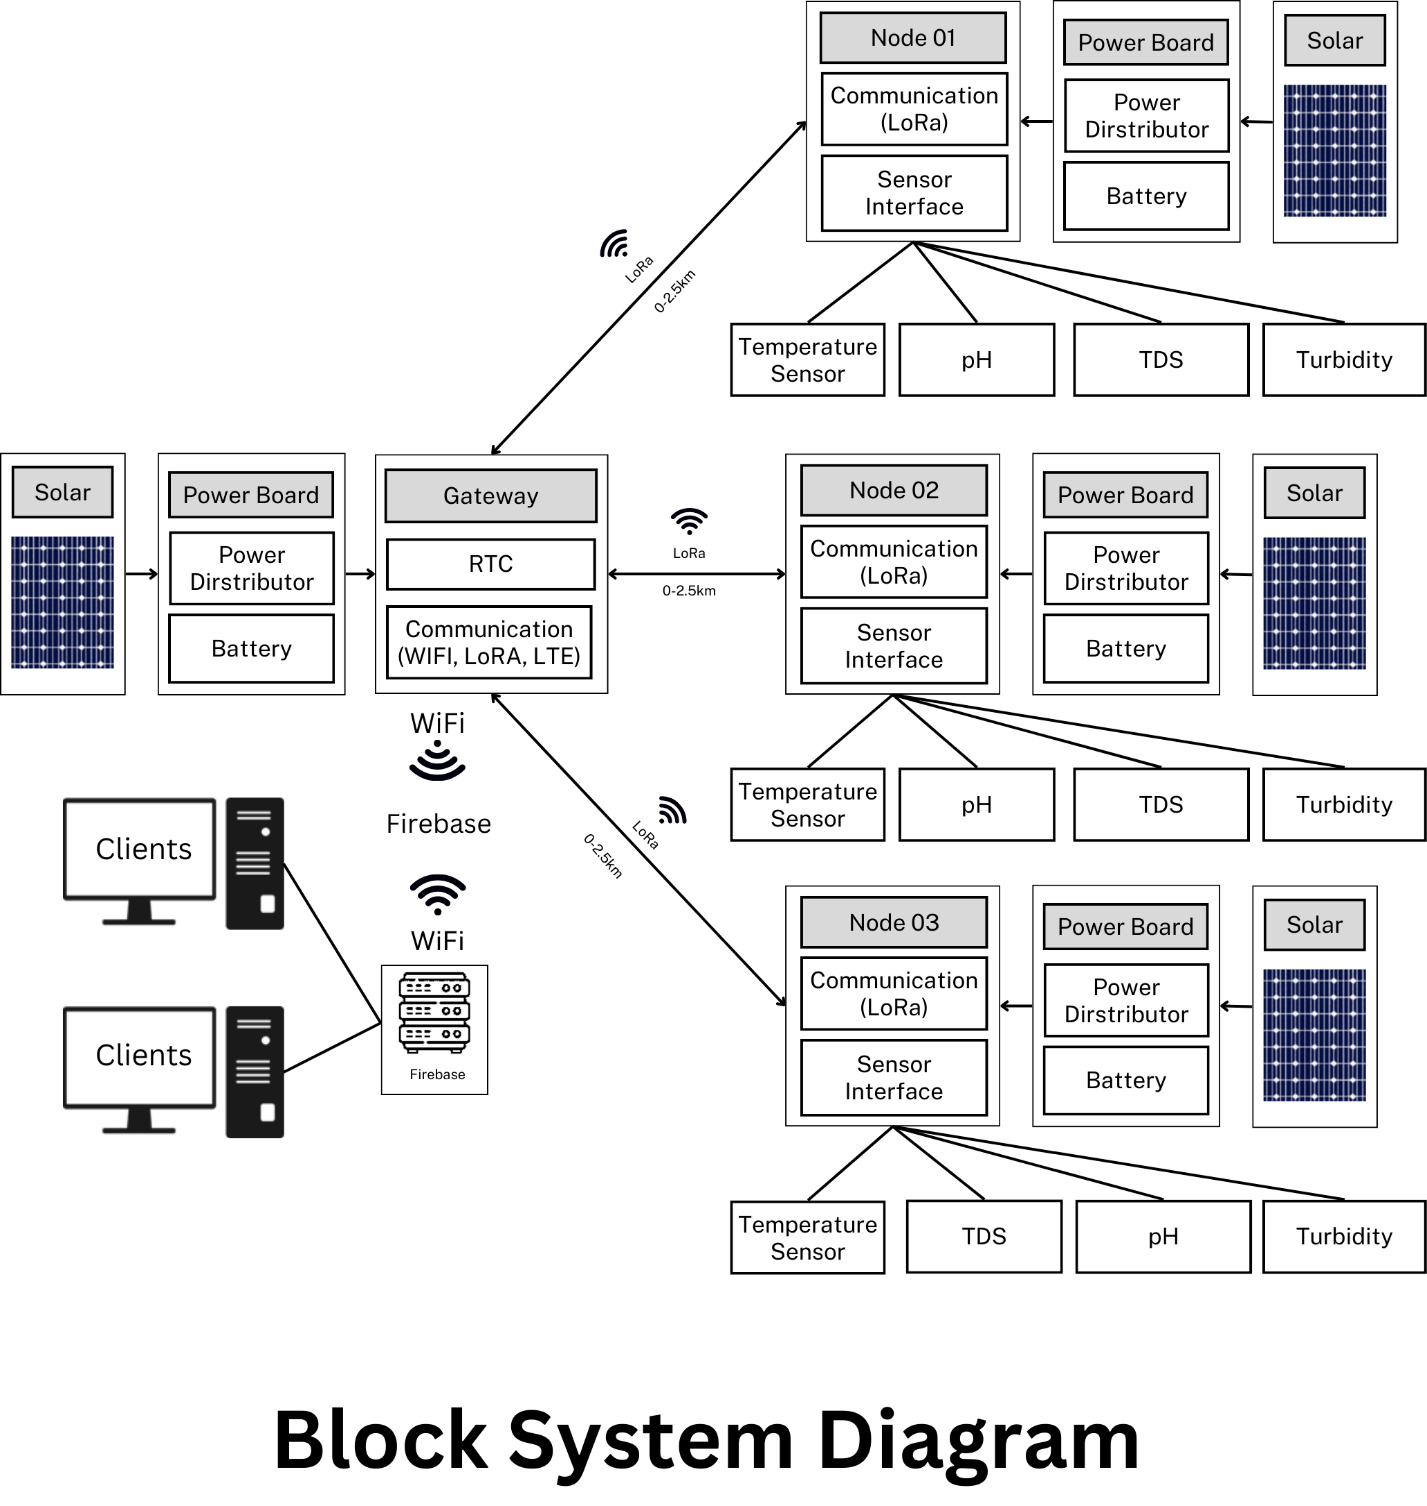 Node 01
Communication
(LoRa)
Sensor
Interface
Power Board
Power
Dirstributor
Battery
Solar
LoRa
0-2.5km
Temperature
Sensor
pH
TDS
Turbidity
Solar
Power Board
Power
Dirstributor
Battery
Gateway
RTC
Communication
(WIFI, LoRA, LTE)
LoRa
0-2.5km
Node 02
Communication
(LoRa)
Sensor
Interface
Power Board
Power
Dirstributor
Battery
Solar
Temperature
Sensor
pH
TDS
Turbidity
WiFi
Firebase
WiFi
Firebase
Clients
Clients
LoRa
0-2.5km
Node 03
Communication
(LoRa)
Sensor
Interface
Power Board
Power
Dirstributor
Battery
Solar
Temperature
Sensor
TDS
pH
Turbidity
Block System Diagram